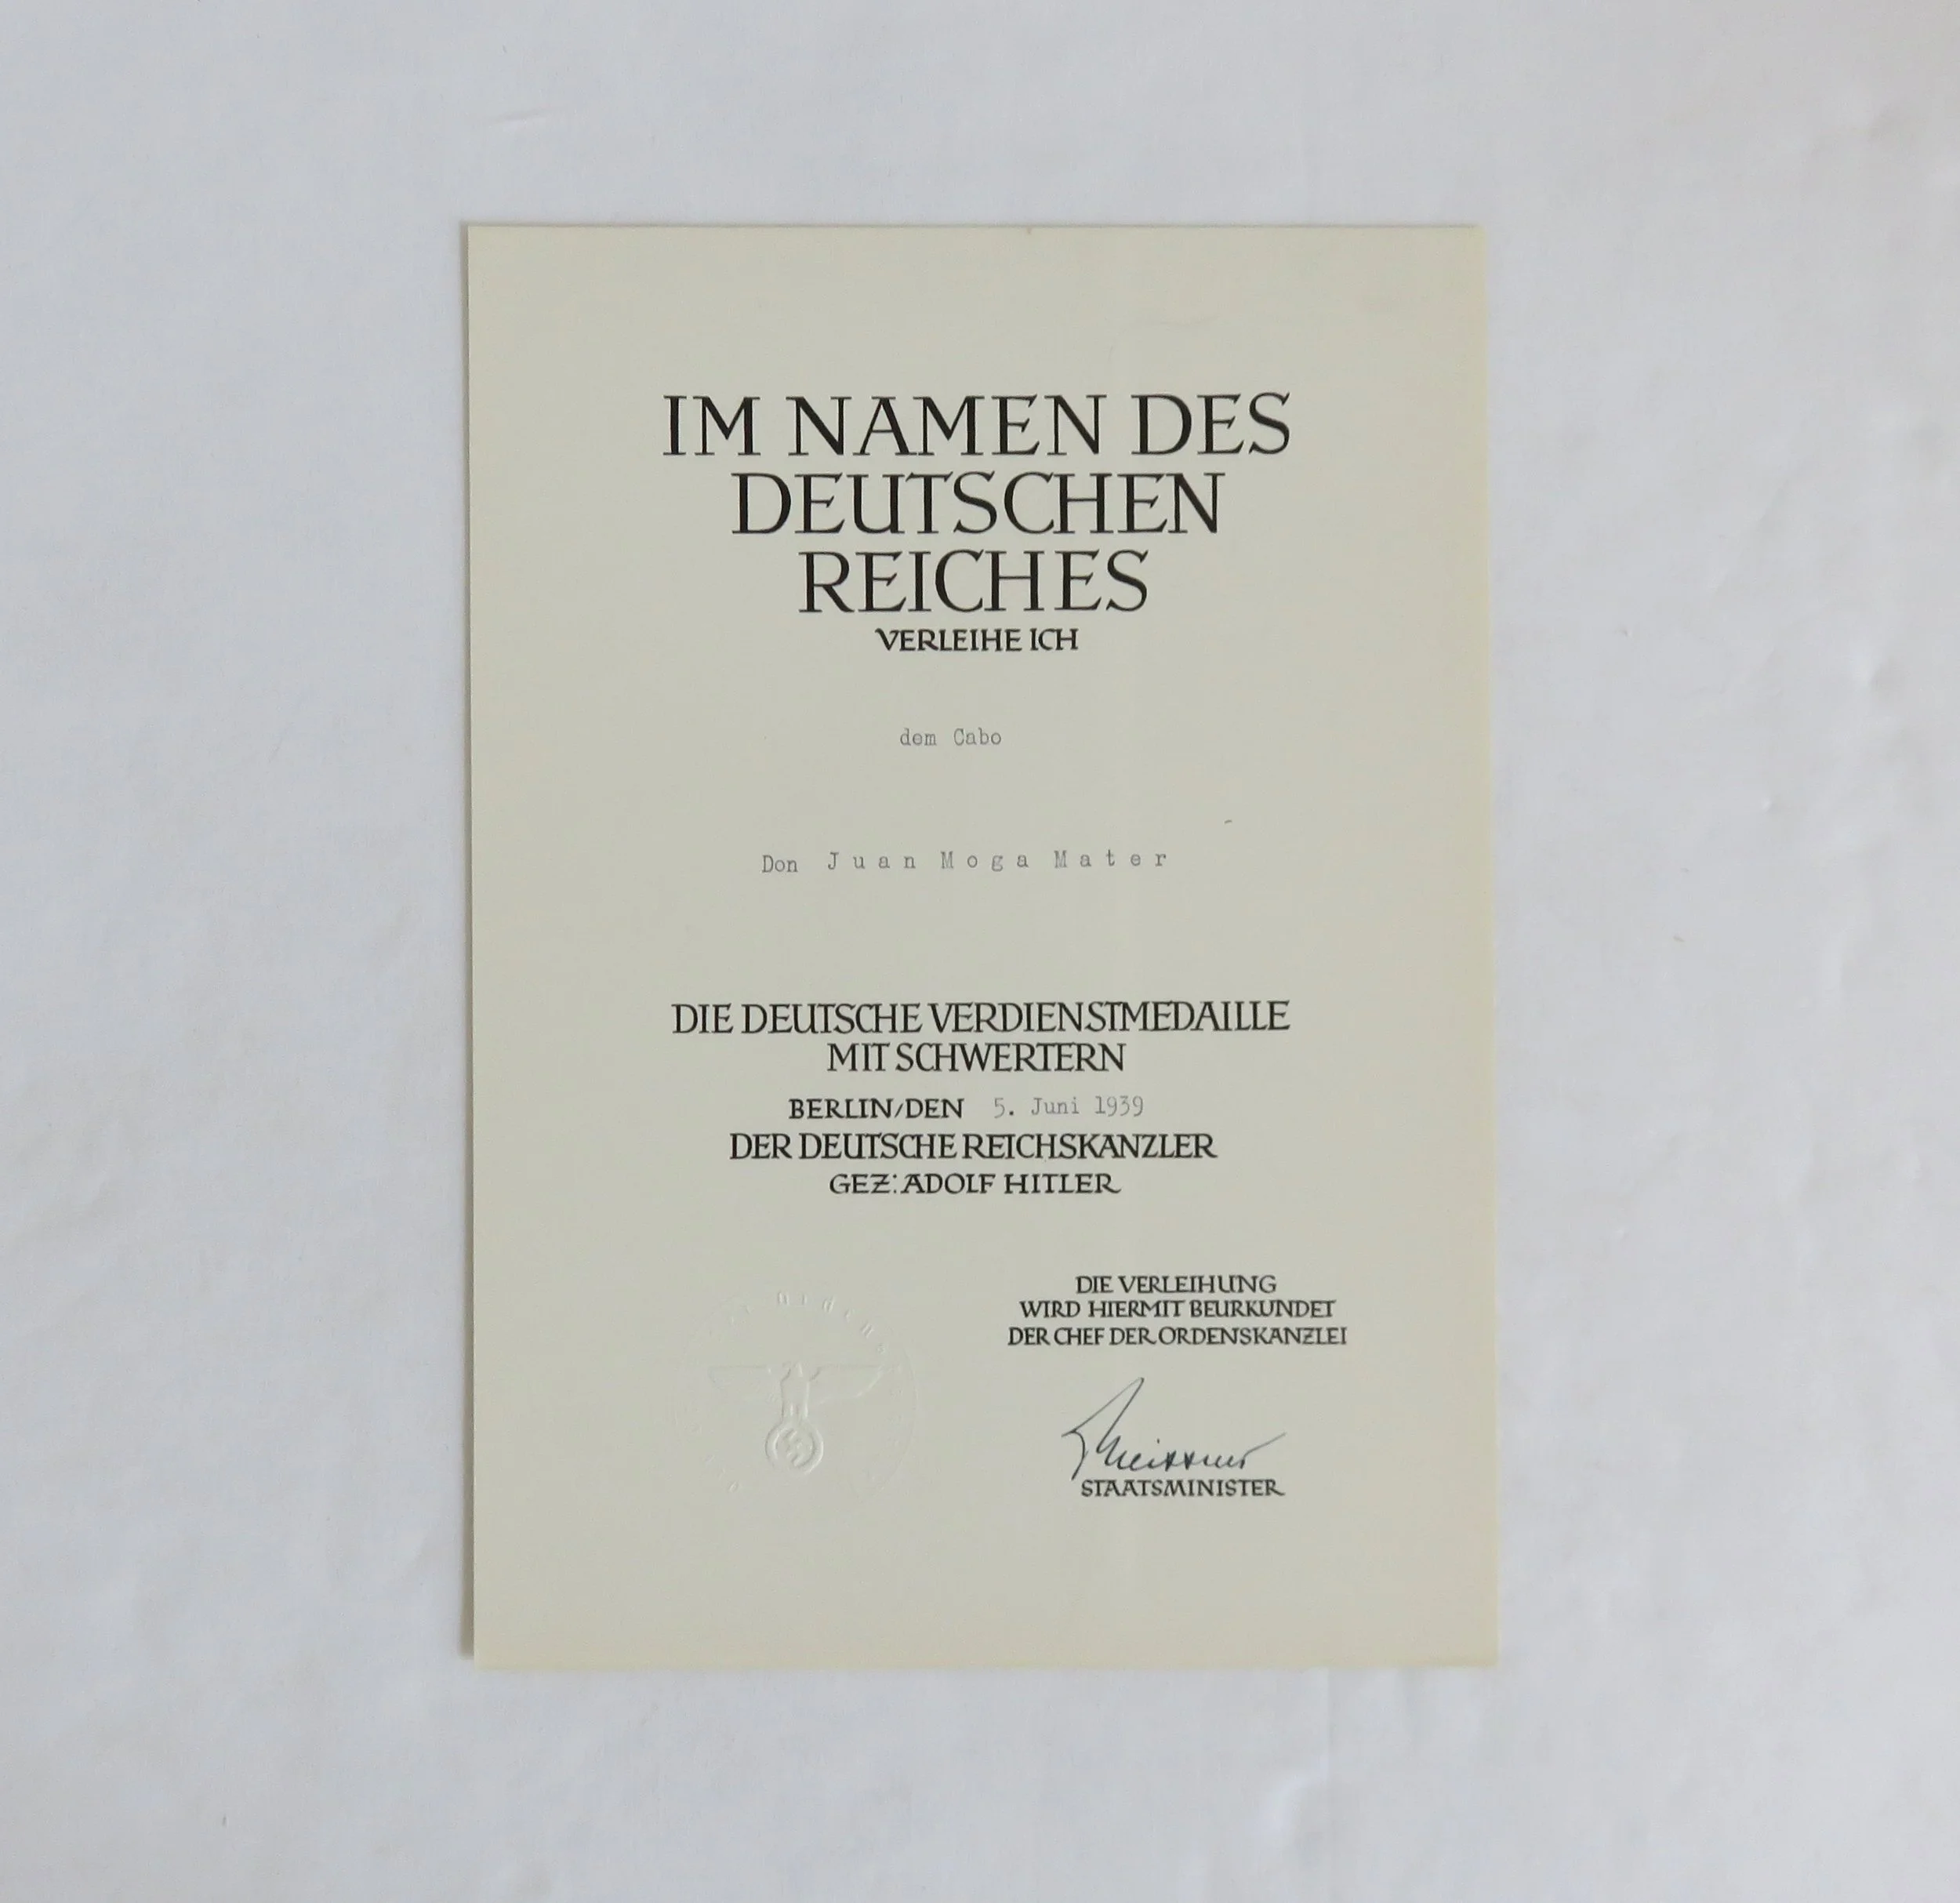 IM NAMEN DES
DEUTSCHEN
REICHES
VERLEIHE ICH
dem Cabo
Don Juan Moga Mater
DIE DEUTSCHE VERDIENSTMEDAILLE
MIT SCHWERTERN
BERLIN/DEN 5. Juni 1939
DER DEUTSCHE REICHSKANZLER
GEZ: ADOLF HITLER
DIE VERLEIHUNG
WIRD HIERMIT BEURKUNDET
DER CHEF DER ORDENSKANZLEI
Meissner
STAATSMINISTER